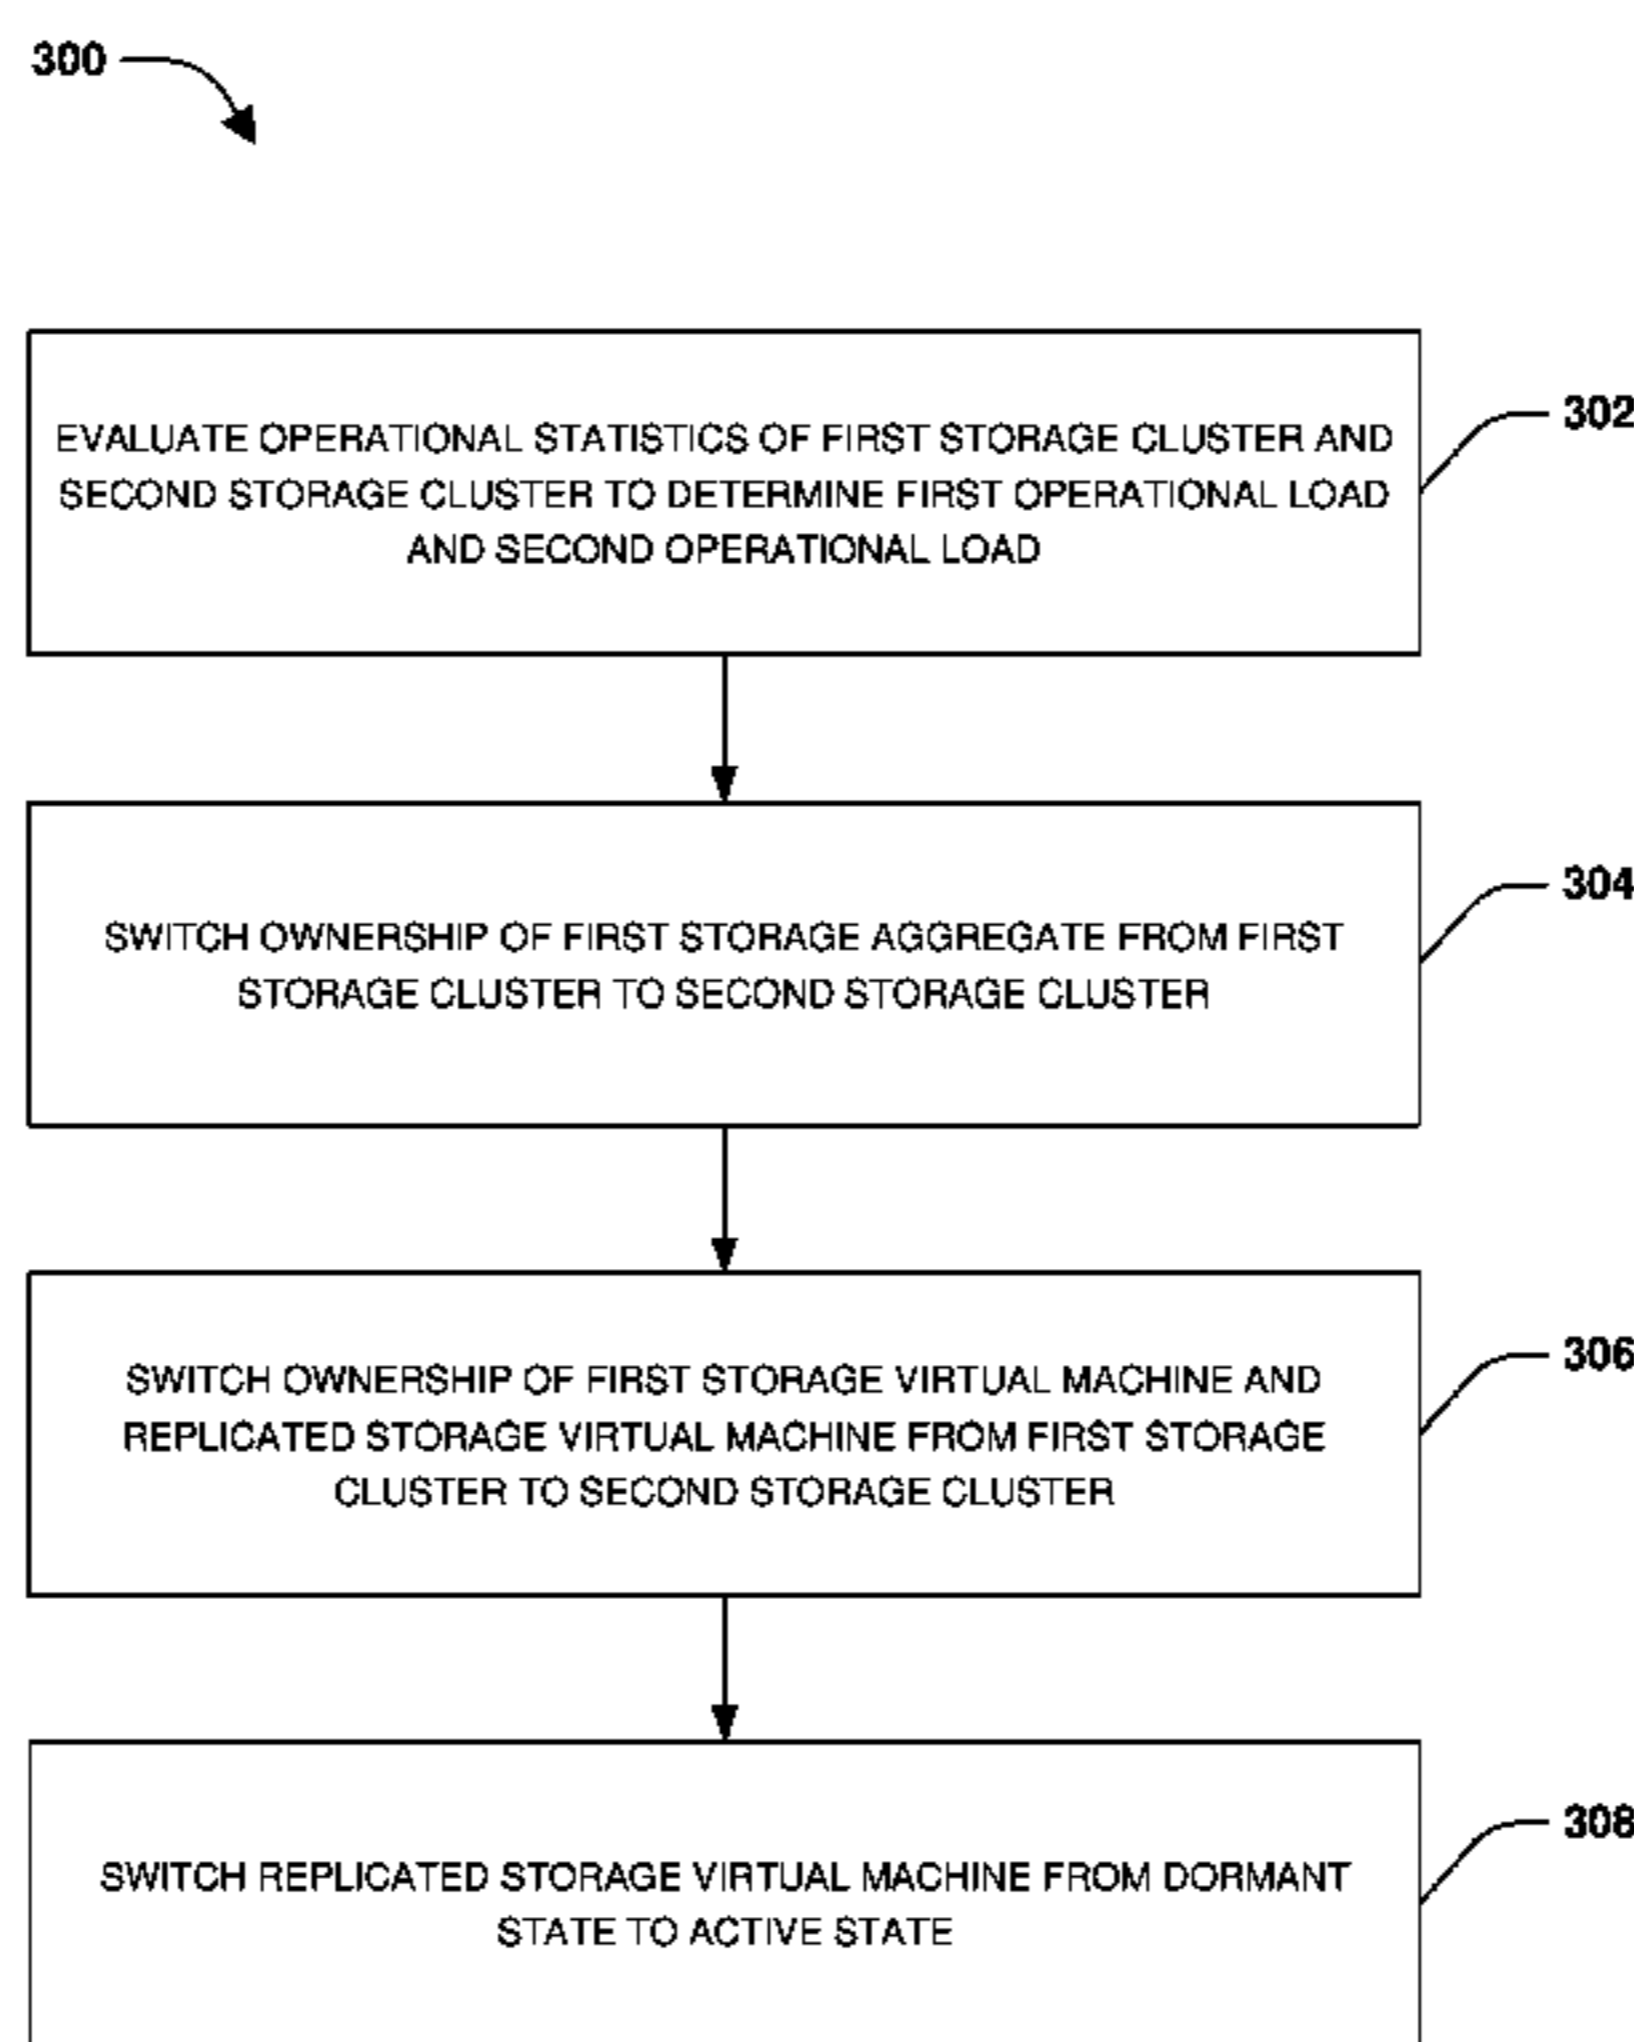 300
EVALUATE OPERATIONAL STATISTICS OF FIRST STORAGE CLUSTER AND
SECOND STORAGE CLUSTER TO DETERMINE FIRST OPERATIONAL LOAD
AND SECOND OPERATIONAL LOAD
302
SWITCH OWNERSHIP OF FIRST STORAGE AGGREGATE FROM FIRST
STORAGE CLUSTER TO SECOND STORAGE CLUSTER
304
SWITCH OWNERSHIP OF FIRST STORAGE VIRTUAL MACHINE AND
REPLICATED STORAGE VIRTUAL MACHINE FROM FIRST STORAGE
CLUSTER TO SECOND STORAGE CLUSTER
306
SWITCH REPLICATED STORAGE VIRTUAL MACHINE FROM DORMANT
STATE TO ACTIVE STATE
308